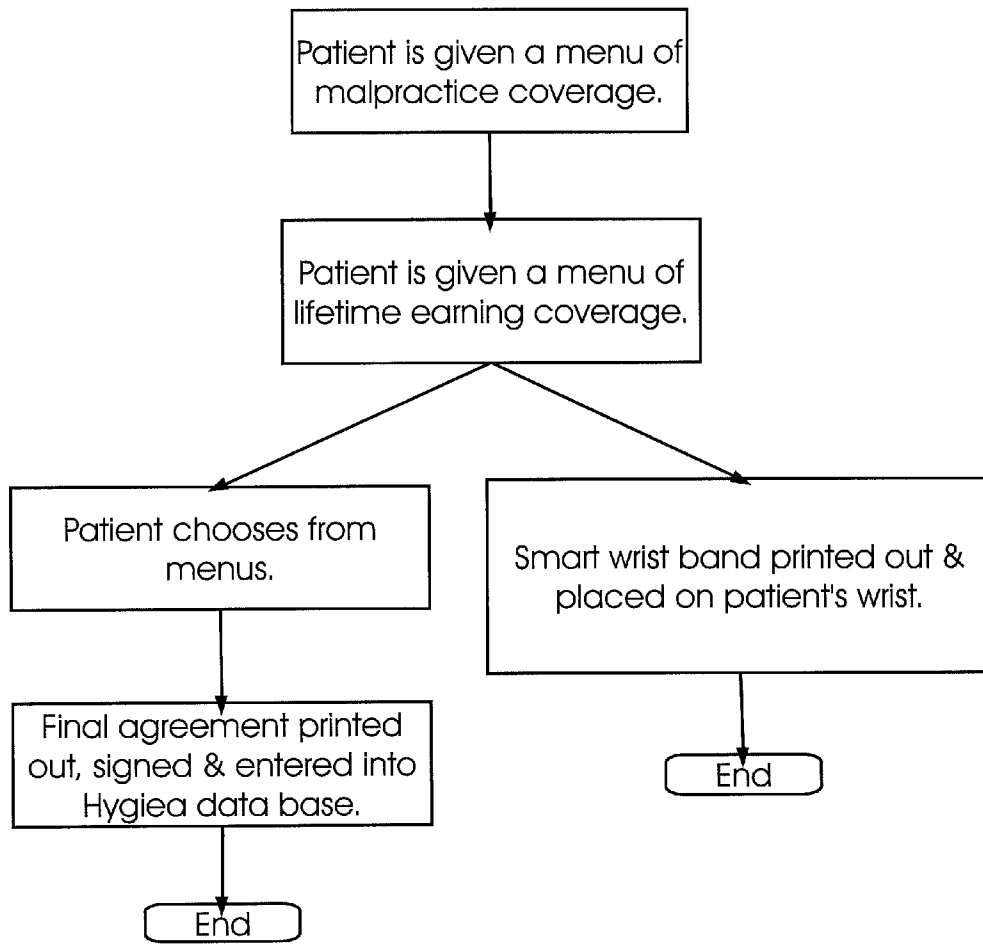 Patient is given a menu of
malpractice coverage.
Patient is given a menu of
lifetime earning coverage.
Patient chooses from
menus.
Smart wrist band printed out &
placed on patient's wrist.
Final agreement printed
out, signed & entered into
Hygiea data base.
End
End